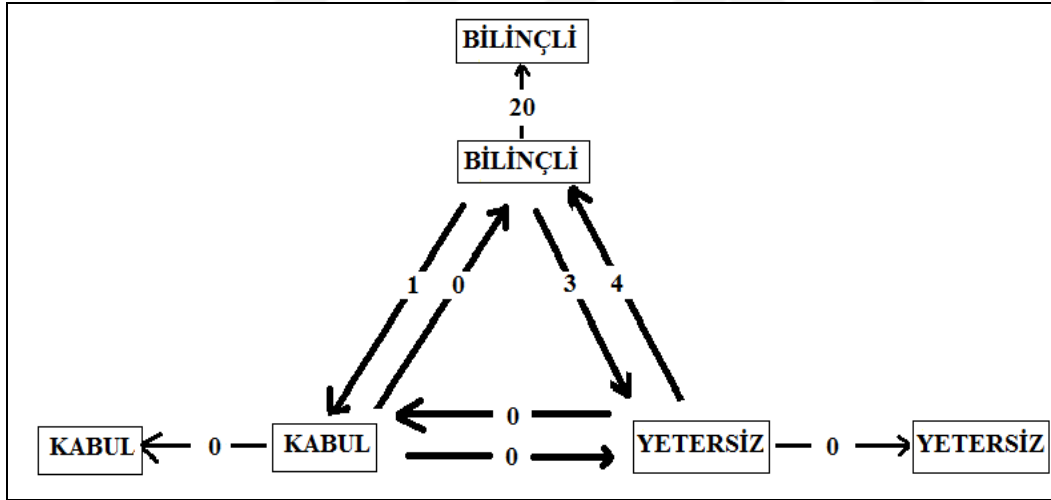 BİLİNÇLİ
20
BİLİNÇLİ
1 0 3 4
0
KABUL 0 KABUL YETERSİZ 0 YETERSİZ
0